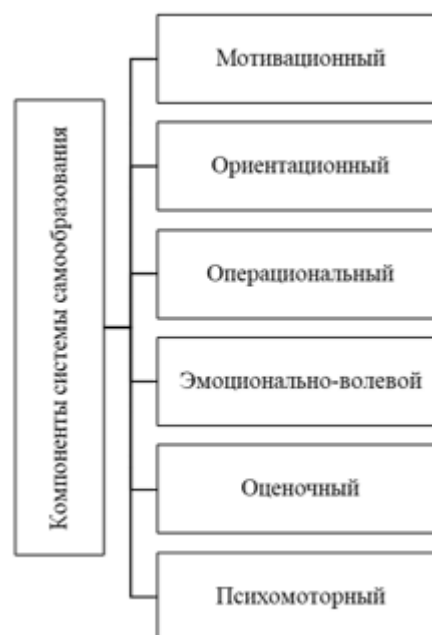 Компоненты системы самообразования
Мотивационный
Ориентационный
Операциональный
Эмоционально-волевой
Оценочный
Психомоторный